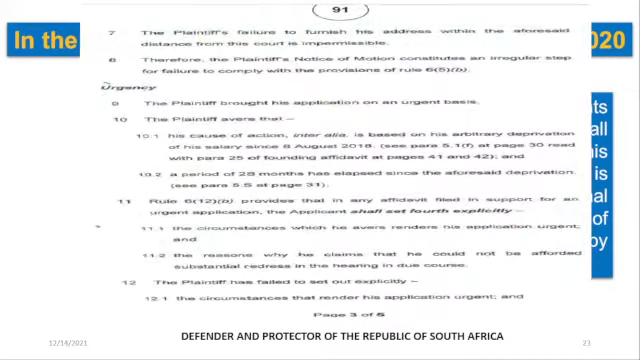 91
In the
020
7 The Plaintiff's failure to furnish his address within the aforesaid
distance from this court is impermissible.
8 Therefore, the Plaintiff's Notice of Motion constitutes an irregular step
for failure to comply with the provisions of rule 6(5)(b).
Urgency
9 The Plaintiff brought his application on an urgent basis.
10 The Plaintiff avers that –
10.1 his cause of action, inter alia, is based on his arbitrary deprivation
of his salary since 8 August 2018. (see para 5.1(f) at page 30 read
with para 25 of founding affidavit at pages 41 and 42); and
10.2 a period of 28 months has elapsed since the aforesaid deprivation.
(see para 5.5 at page 31).
11 Rule 6(12)(b) provides that in any affidavit filed in support for an
urgent application, the Applicant shall set fourth explicitly –
11.1 the circumstances which he avers renders his application urgent;
and
11.2 the reasons why he claims that he could not be afforded
substantial redress in the hearing in due course.
12 The Plaintiff has failed to set out explicitly –
12.1 the circumstances that render his application urgent; and
Page 3 of 5
ts
all
his
is
nal
of
by
12/14/2021
DEFENDER AND PROTECTOR OF THE REPUBLIC OF SOUTH AFRICA
23